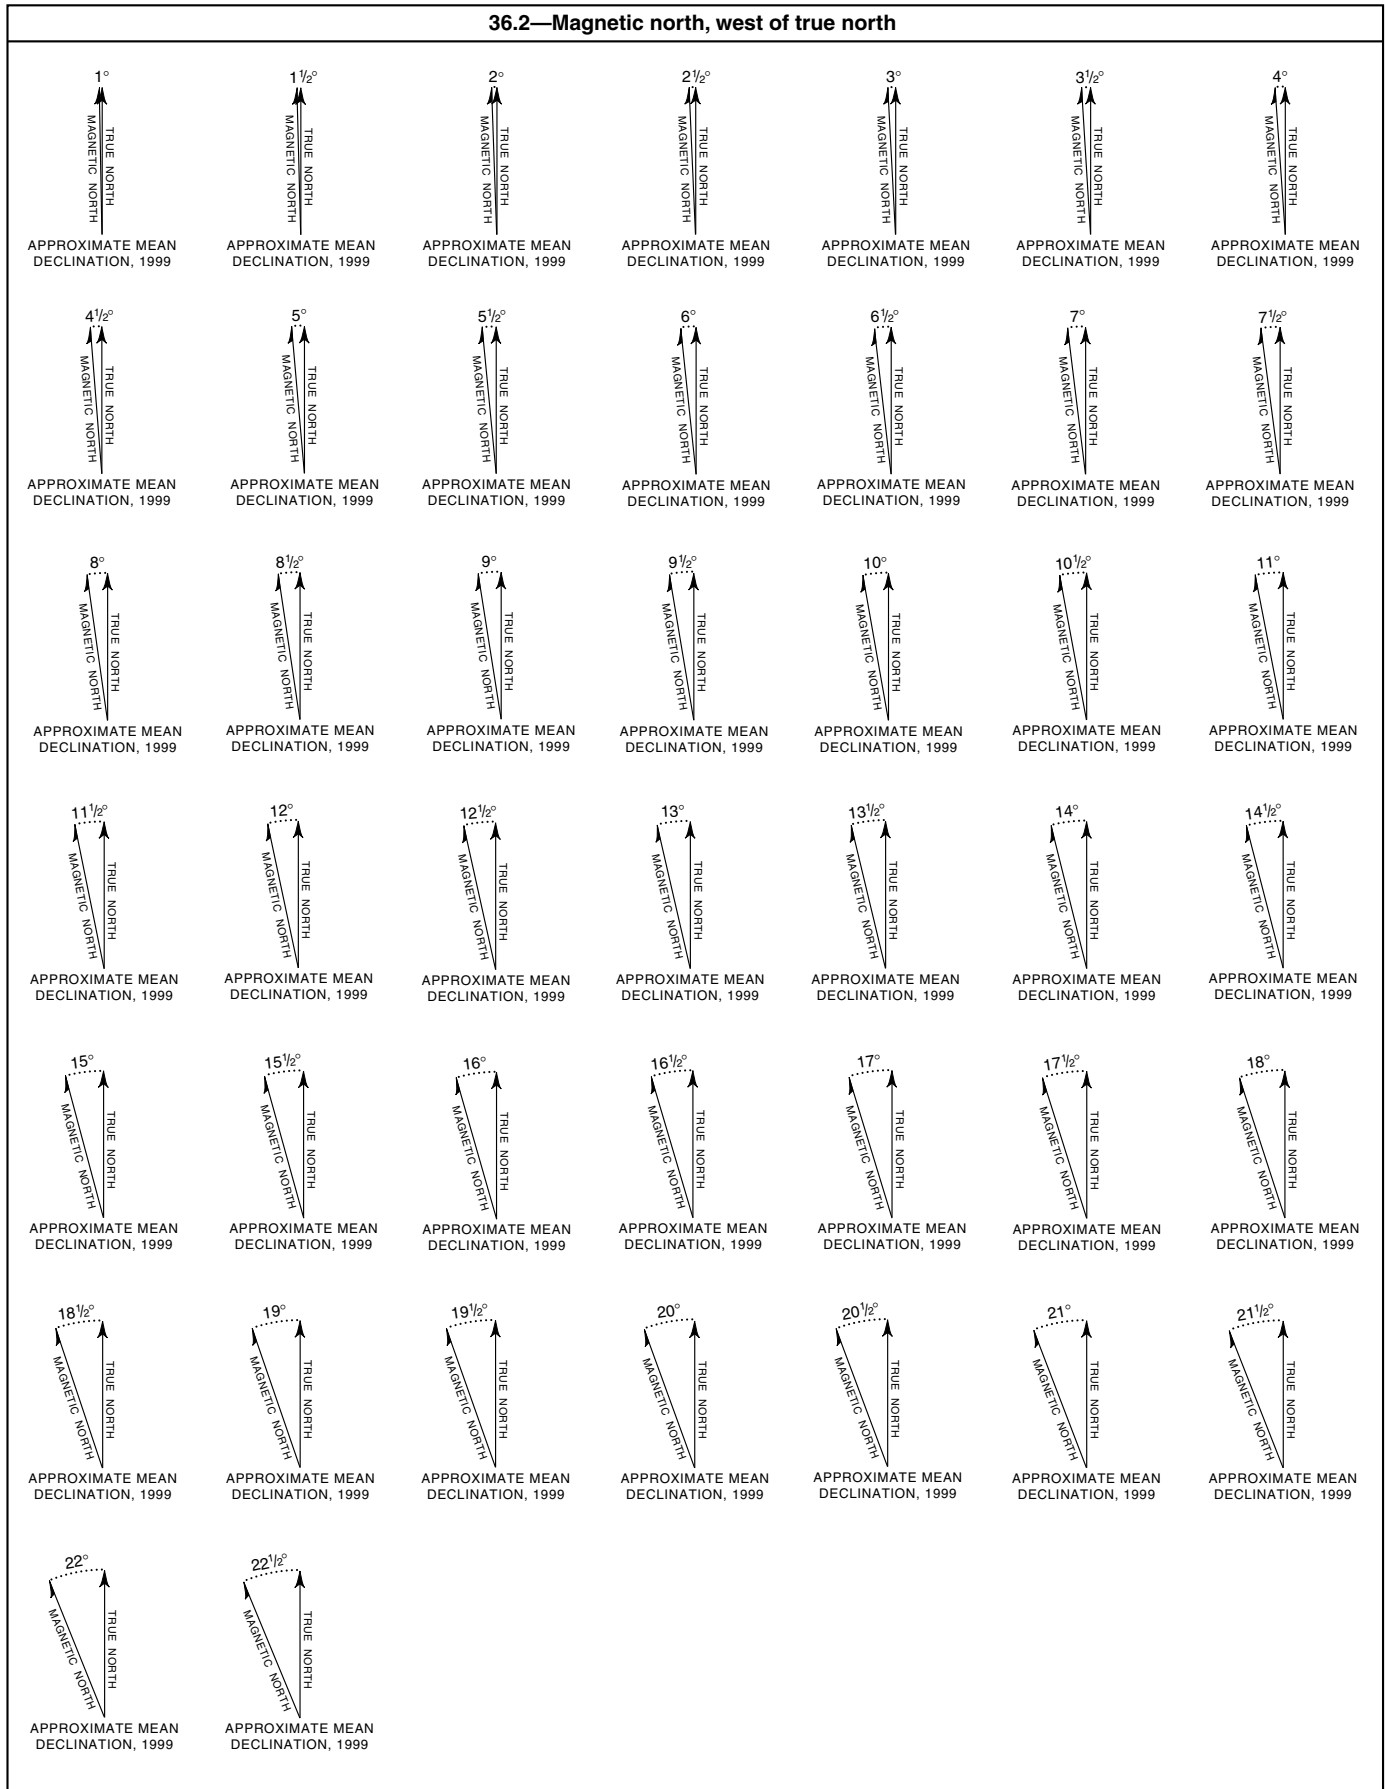 36.2—Magnetic north, west of true north
1° 1½° 2° 2½° 3° 3½° 4°
MAGNETIC NORTH TRUE NORTH MAGNETIC NORTH TRUE NORTH MAGNETIC NORTH TRUE NORTH MAGNETIC NORTH TRUE NORTH MAGNETIC NORTH TRUE NORTH MAGNETIC NORTH TRUE NORTH MAGNETIC NORTH TRUE NORTH
APPROXIMATE MEAN APPROXIMATE MEAN APPROXIMATE MEAN APPROXIMATE MEAN APPROXIMATE MEAN APPROXIMATE MEAN APPROXIMATE MEAN
DECLINATION, 1999 DECLINATION, 1999 DECLINATION, 1999 DECLINATION, 1999 DECLINATION, 1999 DECLINATION, 1999 DECLINATION, 1999
4½° 5° 5½° 6° 6½° 7° 7½°
MAGNETIC NORTH TRUE NORTH MAGNETIC NORTH TRUE NORTH MAGNETIC NORTH TRUE NORTH MAGNETIC NORTH TRUE NORTH MAGNETIC NORTH TRUE NORTH MAGNETIC NORTH TRUE NORTH MAGNETIC NORTH TRUE NORTH
APPROXIMATE MEAN APPROXIMATE MEAN APPROXIMATE MEAN APPROXIMATE MEAN APPROXIMATE MEAN APPROXIMATE MEAN APPROXIMATE MEAN
DECLINATION, 1999 DECLINATION, 1999 DECLINATION, 1999 DECLINATION, 1999 DECLINATION, 1999 DECLINATION, 1999 DECLINATION, 1999
8° 8½° 9° 9½° 10° 10½° 11°
MAGNETIC NORTH TRUE NORTH MAGNETIC NORTH TRUE NORTH MAGNETIC NORTH TRUE NORTH MAGNETIC NORTH TRUE NORTH MAGNETIC NORTH TRUE NORTH MAGNETIC NORTH TRUE NORTH MAGNETIC NORTH TRUE NORTH
APPROXIMATE MEAN APPROXIMATE MEAN APPROXIMATE MEAN APPROXIMATE MEAN APPROXIMATE MEAN APPROXIMATE MEAN APPROXIMATE MEAN
DECLINATION, 1999 DECLINATION, 1999 DECLINATION, 1999 DECLINATION, 1999 DECLINATION, 1999 DECLINATION, 1999 DECLINATION, 1999
11½° 12° 12½° 13° 13½° 14° 14½°
MAGNETIC NORTH TRUE NORTH MAGNETIC NORTH TRUE NORTH MAGNETIC NORTH TRUE NORTH MAGNETIC NORTH TRUE NORTH MAGNETIC NORTH TRUE NORTH MAGNETIC NORTH TRUE NORTH MAGNETIC NORTH TRUE NORTH
APPROXIMATE MEAN APPROXIMATE MEAN APPROXIMATE MEAN APPROXIMATE MEAN APPROXIMATE MEAN APPROXIMATE MEAN APPROXIMATE MEAN
DECLINATION, 1999 DECLINATION, 1999 DECLINATION, 1999 DECLINATION, 1999 DECLINATION, 1999 DECLINATION, 1999 DECLINATION, 1999
15° 15½° 16° 16½° 17° 17½° 18°
MAGNETIC NORTH TRUE NORTH MAGNETIC NORTH TRUE NORTH MAGNETIC NORTH TRUE NORTH MAGNETIC NORTH TRUE NORTH MAGNETIC NORTH TRUE NORTH MAGNETIC NORTH TRUE NORTH MAGNETIC NORTH TRUE NORTH
APPROXIMATE MEAN APPROXIMATE MEAN APPROXIMATE MEAN APPROXIMATE MEAN APPROXIMATE MEAN APPROXIMATE MEAN APPROXIMATE MEAN
DECLINATION, 1999 DECLINATION, 1999 DECLINATION, 1999 DECLINATION, 1999 DECLINATION, 1999 DECLINATION, 1999 DECLINATION, 1999
18½° 19° 19½° 20° 20½° 21° 21½°
MAGNETIC NORTH TRUE NORTH MAGNETIC NORTH TRUE NORTH MAGNETIC NORTH TRUE NORTH MAGNETIC NORTH TRUE NORTH MAGNETIC NORTH TRUE NORTH MAGNETIC NORTH TRUE NORTH MAGNETIC NORTH TRUE NORTH
APPROXIMATE MEAN APPROXIMATE MEAN APPROXIMATE MEAN APPROXIMATE MEAN APPROXIMATE MEAN APPROXIMATE MEAN APPROXIMATE MEAN
DECLINATION, 1999 DECLINATION, 1999 DECLINATION, 1999 DECLINATION, 1999 DECLINATION, 1999 DECLINATION, 1999 DECLINATION, 1999
22° 22½°
MAGNETIC NORTH TRUE NORTH MAGNETIC NORTH TRUE NORTH
APPROXIMATE MEAN APPROXIMATE MEAN
DECLINATION, 1999 DECLINATION, 1999